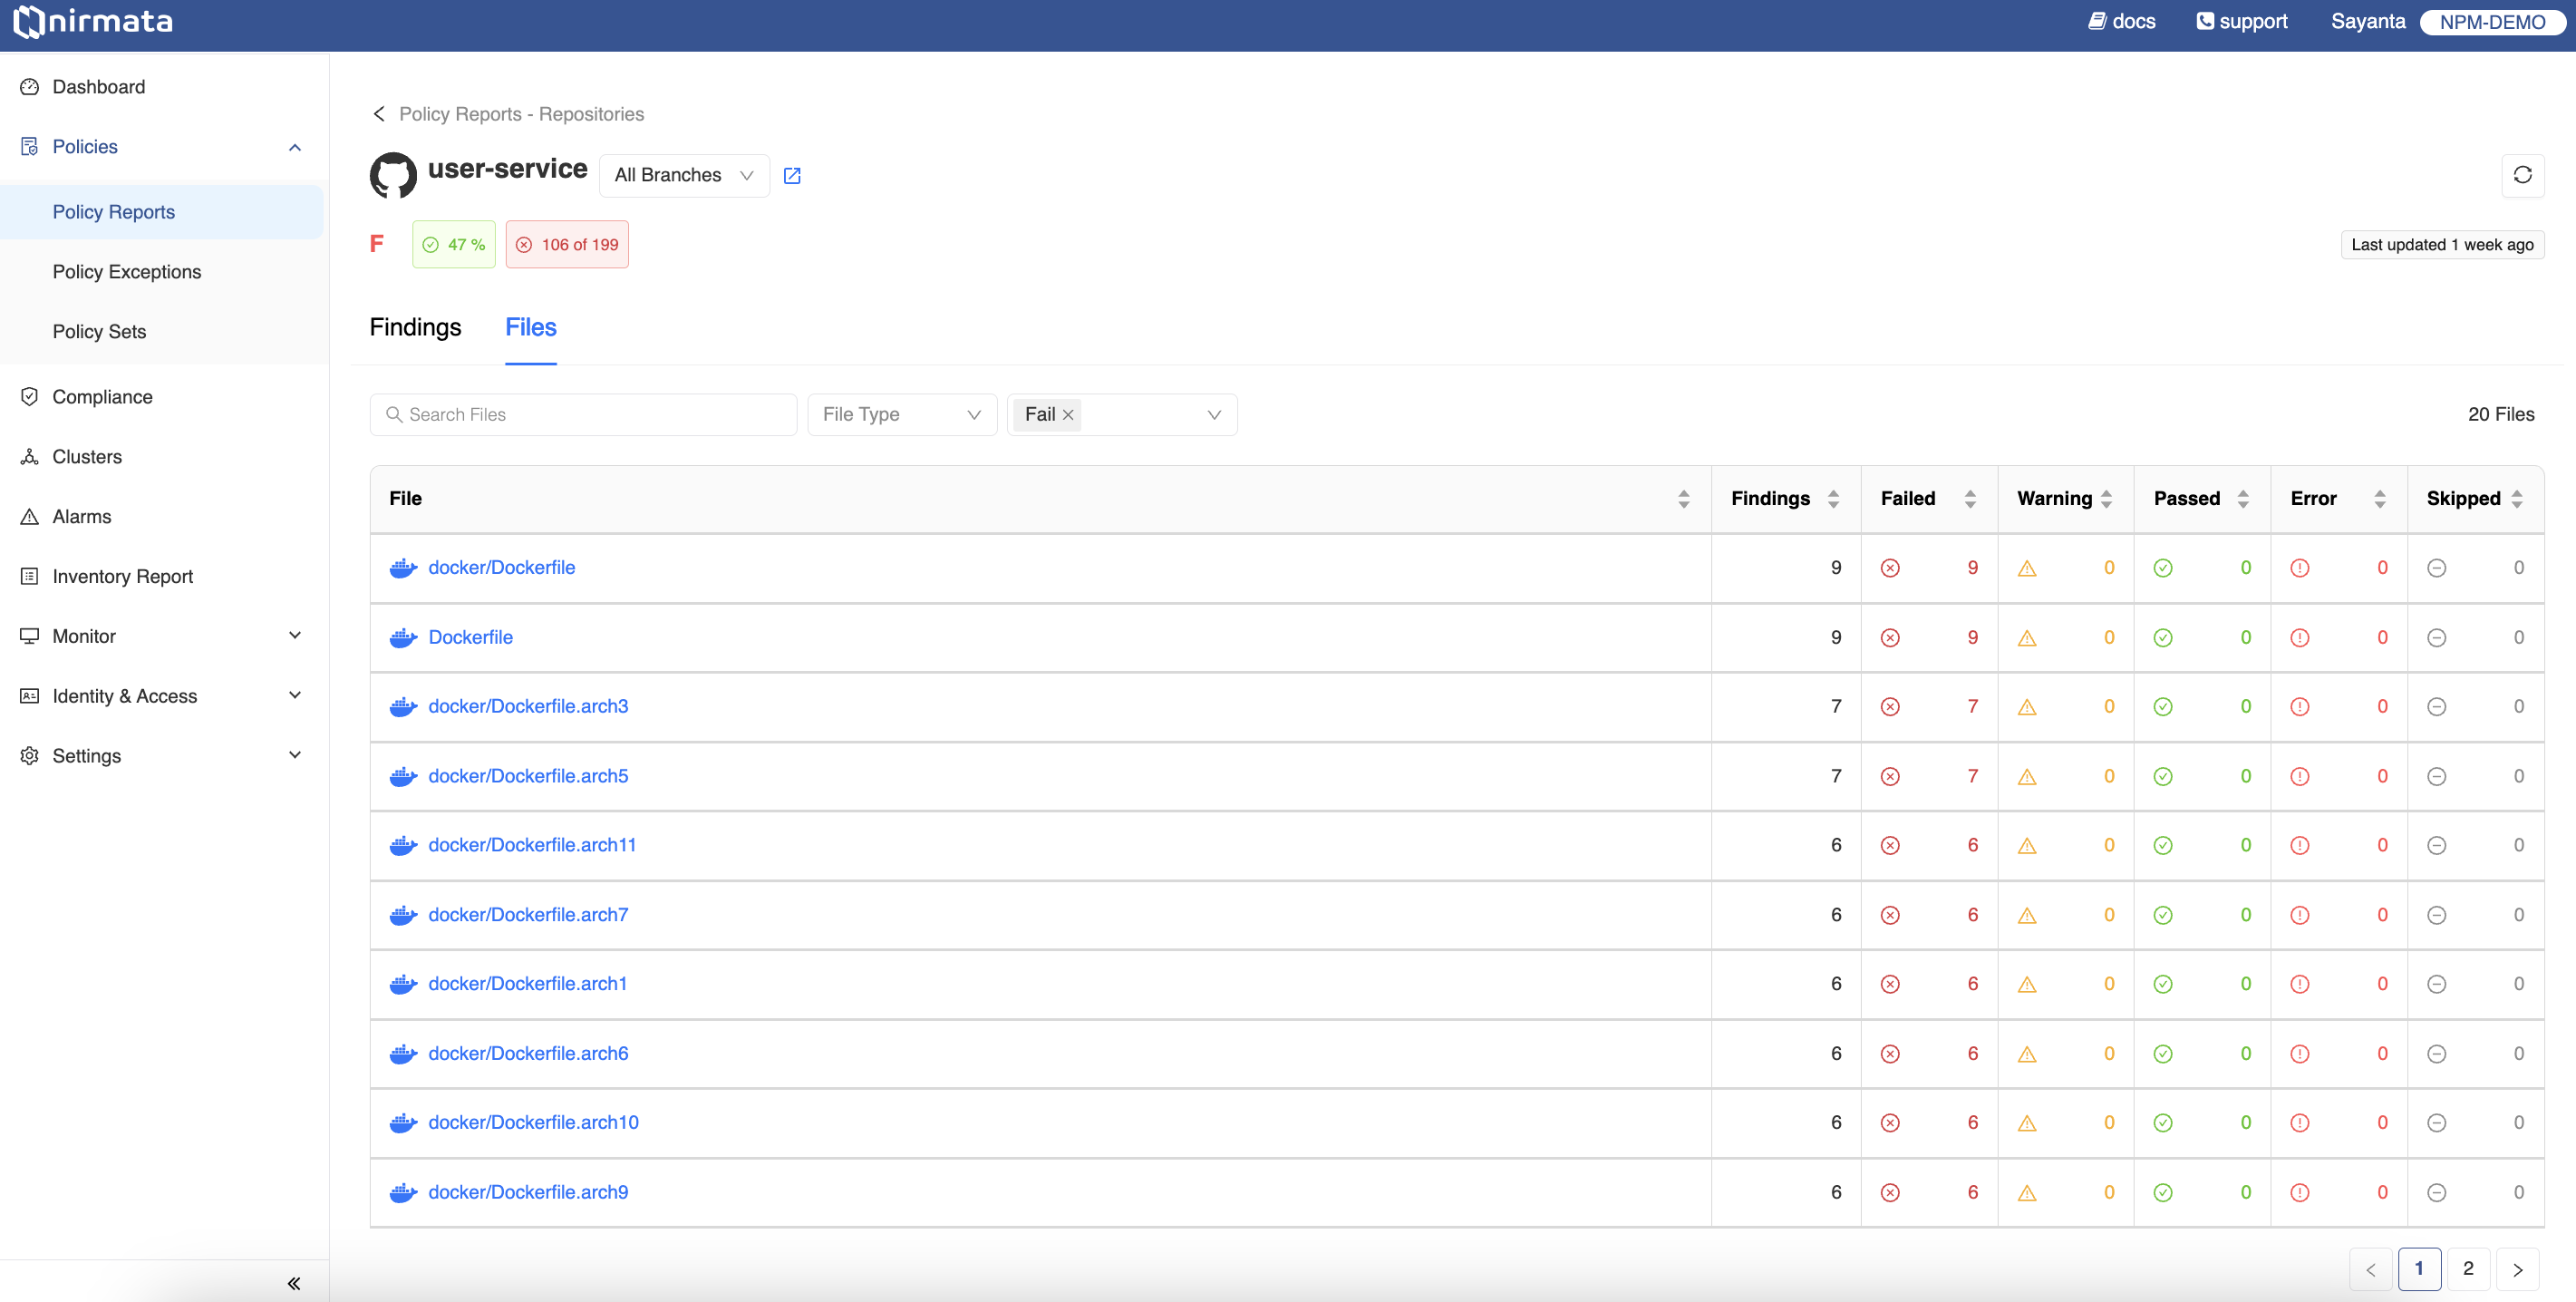 nirmata
docs support Sayanta NPM-DEMO
Dashboard
Policies
Policy Reports
Policy Exceptions
Policy Sets
Compliance
Clusters
Alarms
Inventory Report
Monitor
Identity & Access
Settings
Policy Reports - Repositories
user-service All Branches
F 47 % 106 of 199
Last updated 1 week ago
Findings Files
Search Files File Type Fail 20 Files
File Findings Failed Warning Passed Error Skipped
docker/Dockerfile 9 9 0 0 0 0
Dockerfile 9 9 0 0 0 0
docker/Dockerfile.arch3 7 7 0 0 0 0
docker/Dockerfile.arch5 7 7 0 0 0 0
docker/Dockerfile.arch11 6 6 0 0 0 0
docker/Dockerfile.arch7 6 6 0 0 0 0
docker/Dockerfile.arch1 6 6 0 0 0 0
docker/Dockerfile.arch6 6 6 0 0 0 0
docker/Dockerfile.arch10 6 6 0 0 0 0
docker/Dockerfile.arch9 6 6 0 0 0 0
1 2